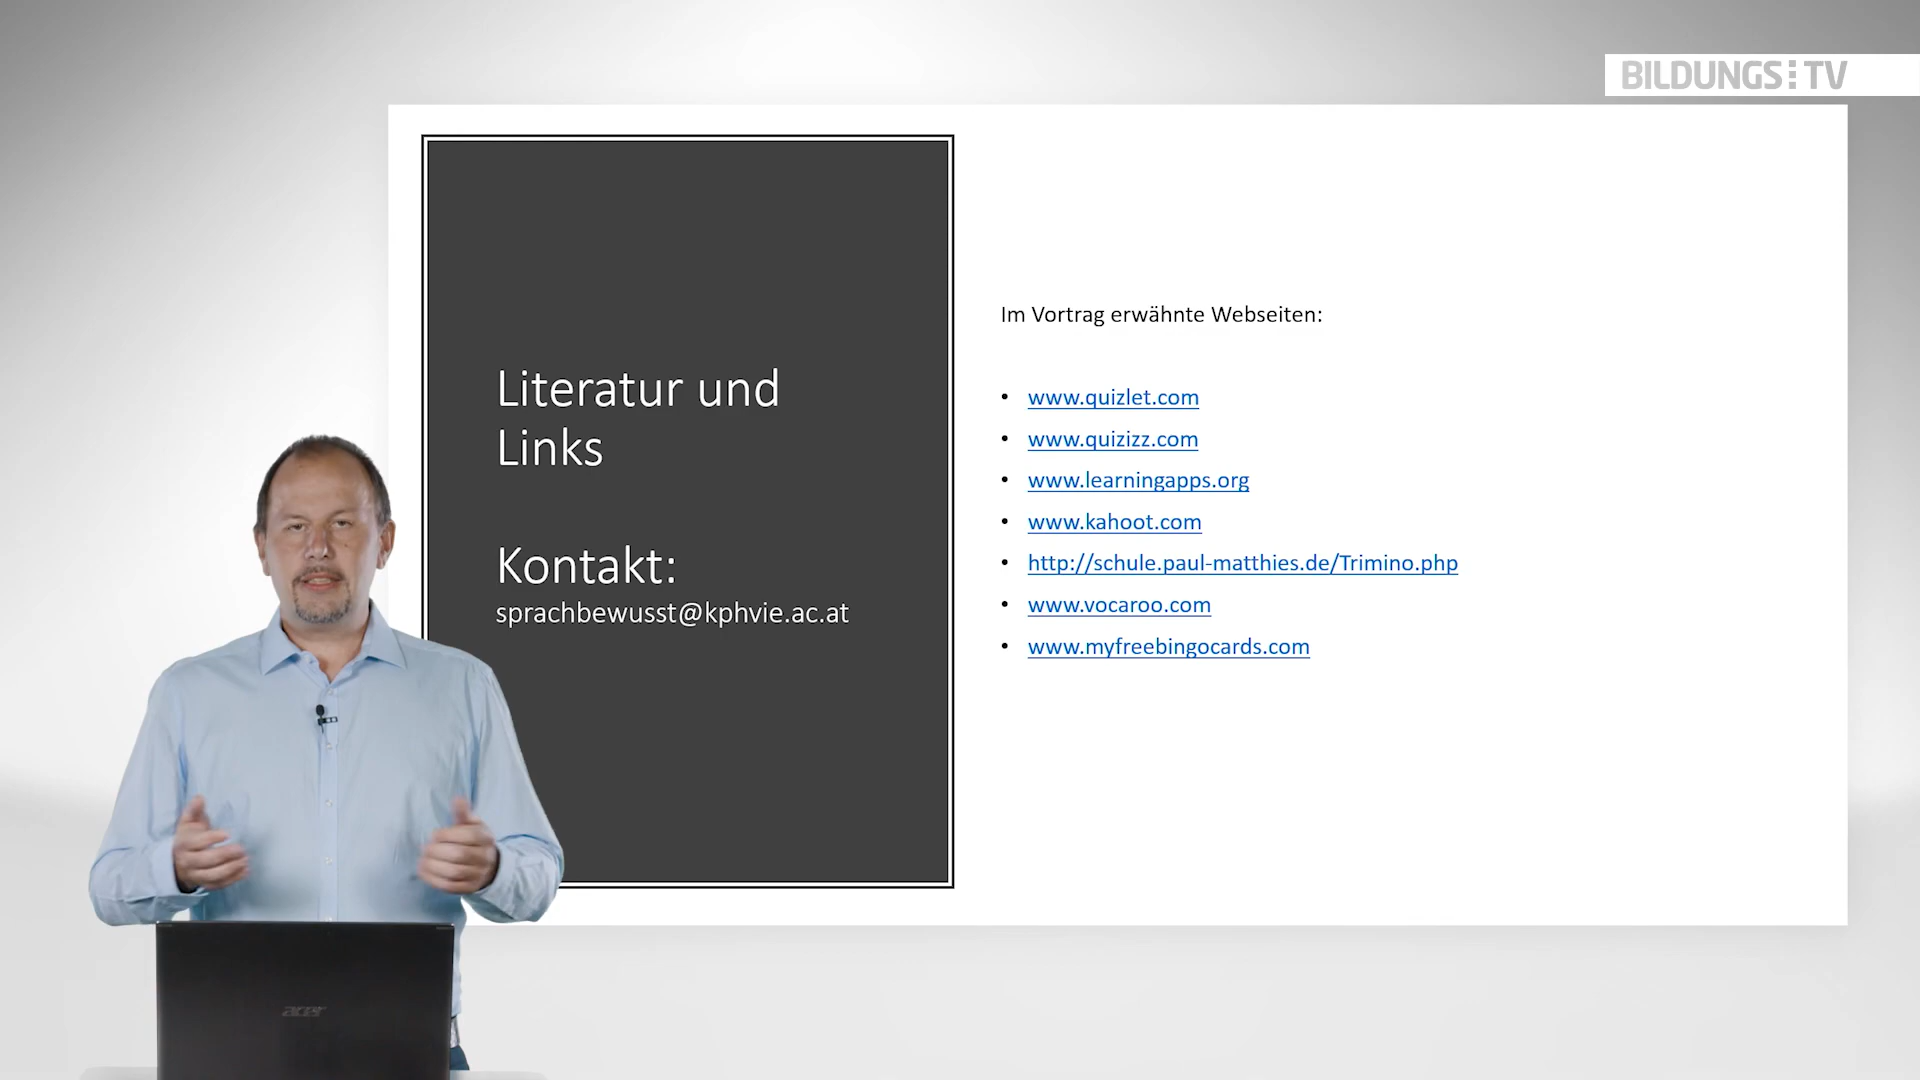 BILDUNGS⋮TV
Literatur und
Links
Kontakt:
sprachbewusst@kphvie.ac.at
Im Vortrag erwähnte Webseiten:
• www.quizlet.com
• www.quizizz.com
• www.learningapps.org
• www.kahoot.com
• http://schule.paul-matthies.de/Trimino.php
• www.vocaroo.com
• www.myfreebingocards.com
acer